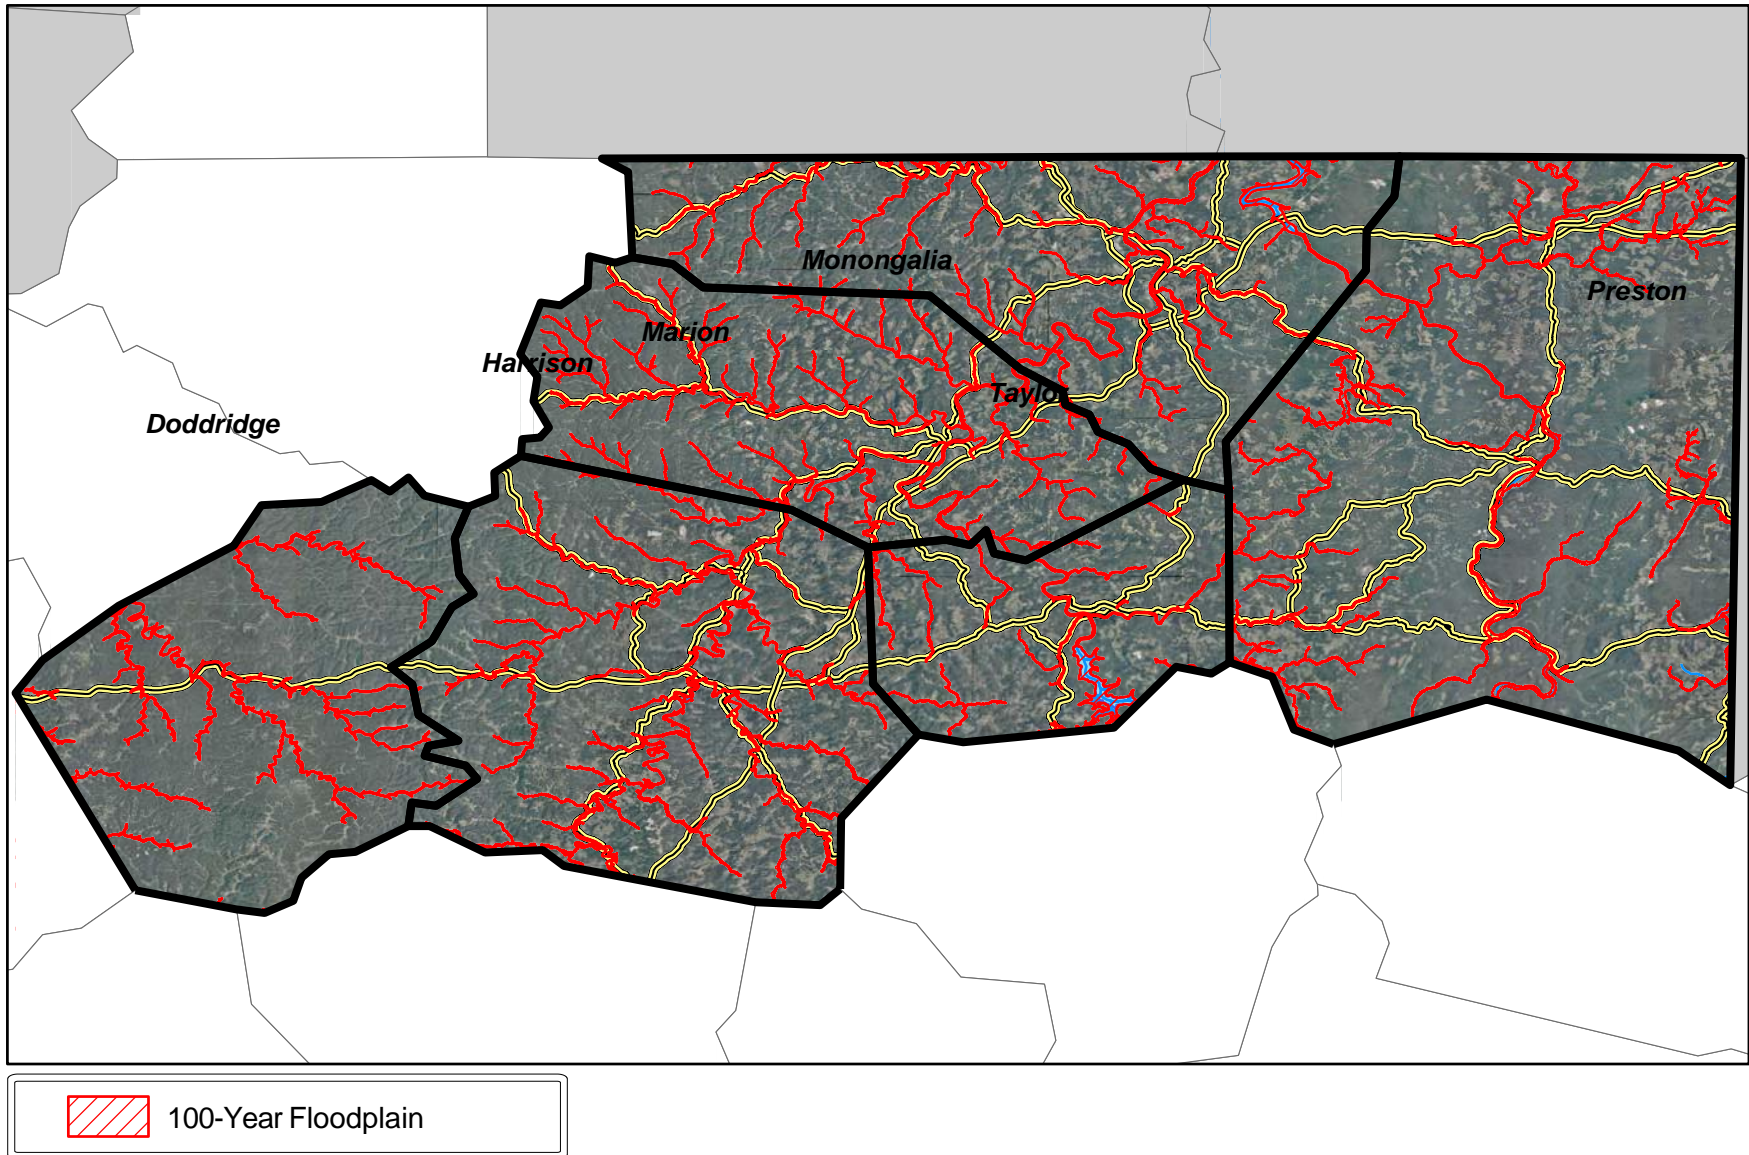 Monongalia
Preston
Marion
Harrison
Taylor
Doddridge
100-Year Floodplain